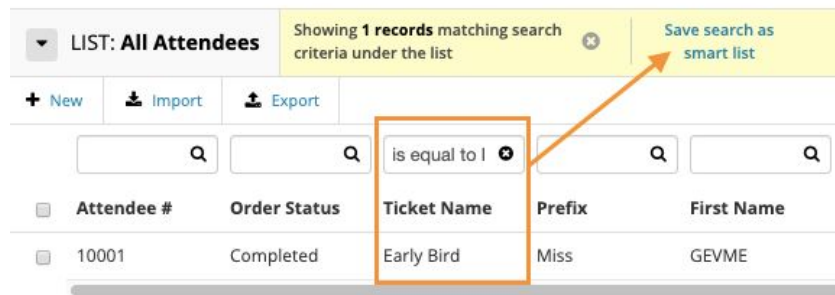 LIST: All Attendees
Showing 1 records matching search
criteria under the list
Save search as
smart list
New Import Export
is equal to
Attendee # Order Status Ticket Name Prefix First Name
10001 Completed Early Bird Miss GEVME